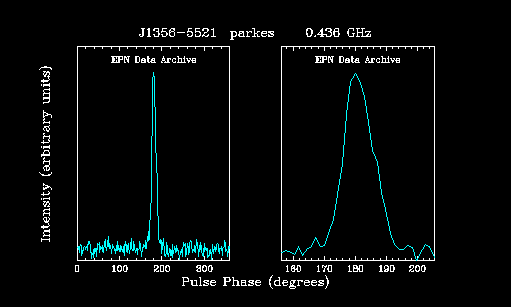 J1356-5521 parkes 0.436 GHz
EPN Data Archive EPN Data Archive
Intensity (arbitrary units)
0 100 200 300 160 170 180 190 200
Pulse Phase (degrees)